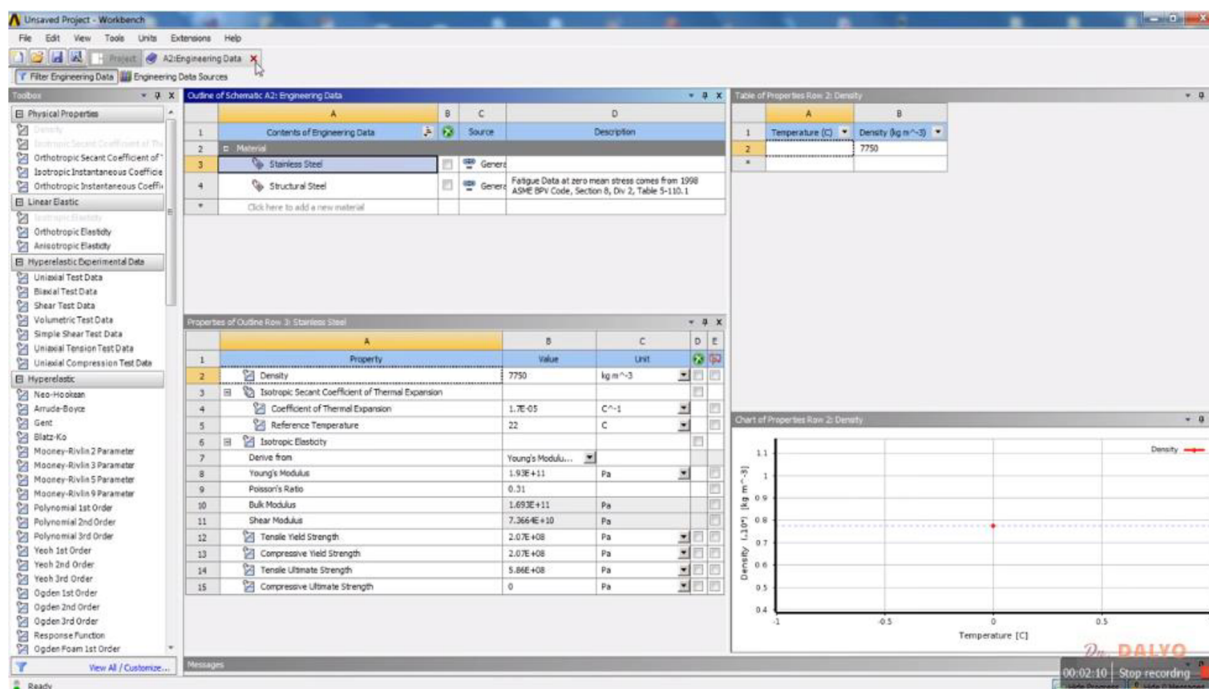 Unsaved Project - Workbench
File Edit View Tools Units Extensions Help
Project A2:Engineering Data
Filter Engineering Data Engineering Data Sources
Toolbox
Physical Properties
Density
Isotropic Secant Coefficient of Th
Orthotropic Secant Coefficient of
Isotropic Instantaneous Coefficie
Orthotropic Instantaneous Coeffi
Linear Elastic
Isotropic Elasticity
Orthotropic Elasticity
Anisotropic Elasticity
Hyperelastic Experimental Data
Uniaxial Test Data
Biaxial Test Data
Shear Test Data
Volumetric Test Data
Simple Shear Test Data
Uniaxial Tension Test Data
Uniaxial Compression Test Data
Hyperelastic
Neo-Hookean
Arruda-Boyce
Gent
Blatz-Ko
Mooney-Rivlin 2 Parameter
Mooney-Rivlin 3 Parameter
Mooney-Rivlin 5 Parameter
Mooney-Rivlin 9 Parameter
Polynomial 1st Order
Polynomial 2nd Order
Polynomial 3rd Order
Yeoh 1st Order
Yeoh 2nd Order
Yeoh 3rd Order
Ogden 1st Order
Ogden 2nd Order
Ogden 3rd Order
Response Function
Ogden Foam 1st Order
View All / Customize...
Ready
Outline of Schematic A2: Engineering Data
A B C D
1 Contents of Engineering Data Source Description
2 Material
3 Stainless Steel Genera
4 Structural Steel Genera Fatigue Data at zero mean stress comes from 1998
ASME BPV Code, Section 8, Div 2, Table 5-110.1
* Click here to add a new material
Properties of Outline Row 3: Stainless Steel
A B C D E
1 Property Value Unit
2 Density 7750 kg m^-3
3 Isotropic Secant Coefficient of Thermal Expansion
4 Coefficient of Thermal Expansion 1.7E-05 C^-1
5 Reference Temperature 22 C
6 Isotropic Elasticity
7 Derive from Young's Modulu...
8 Young's Modulus 1.93E+11 Pa
9 Poisson's Ratio 0.31
10 Bulk Modulus 1.693E+11 Pa
11 Shear Modulus 7.3664E+10 Pa
12 Tensile Yield Strength 2.07E+08 Pa
13 Compressive Yield Strength 2.07E+08 Pa
14 Tensile Ultimate Strength 5.86E+08 Pa
15 Compressive Ultimate Strength 0 Pa
Messages
Table of Properties Row 2: Density
A B
1 Temperature (C) Density (kg m^-3)
2 7750
*
Chart of Properties Row 2: Density
Density
1.1
1
0.9
0.8
0.7
0.6
0.5
0.4
Density (.10⁴) [kg m^-3]
-1 -0.5 0 0.5
Temperature [C]
Dr. DALYO
00:02:10 Stop recording